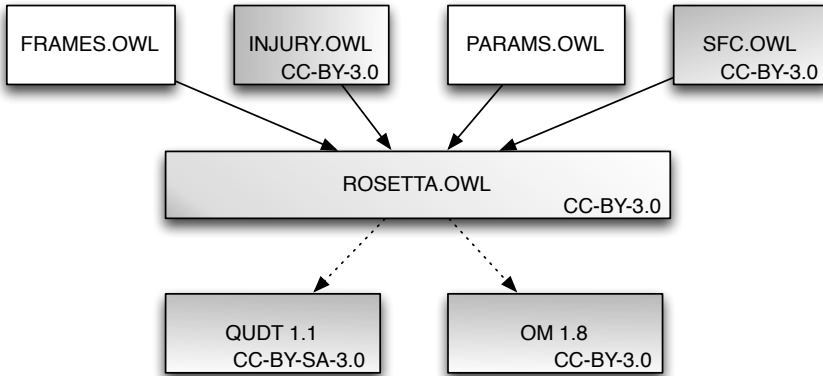 FRAMES.OWL
INJURY.OWL
CC-BY-3.0
PARAMS.OWL
SFC.OWL
CC-BY-3.0
ROSETTA.OWL
CC-BY-3.0
QUDT 1.1
CC-BY-SA-3.0
OM 1.8
CC-BY-3.0